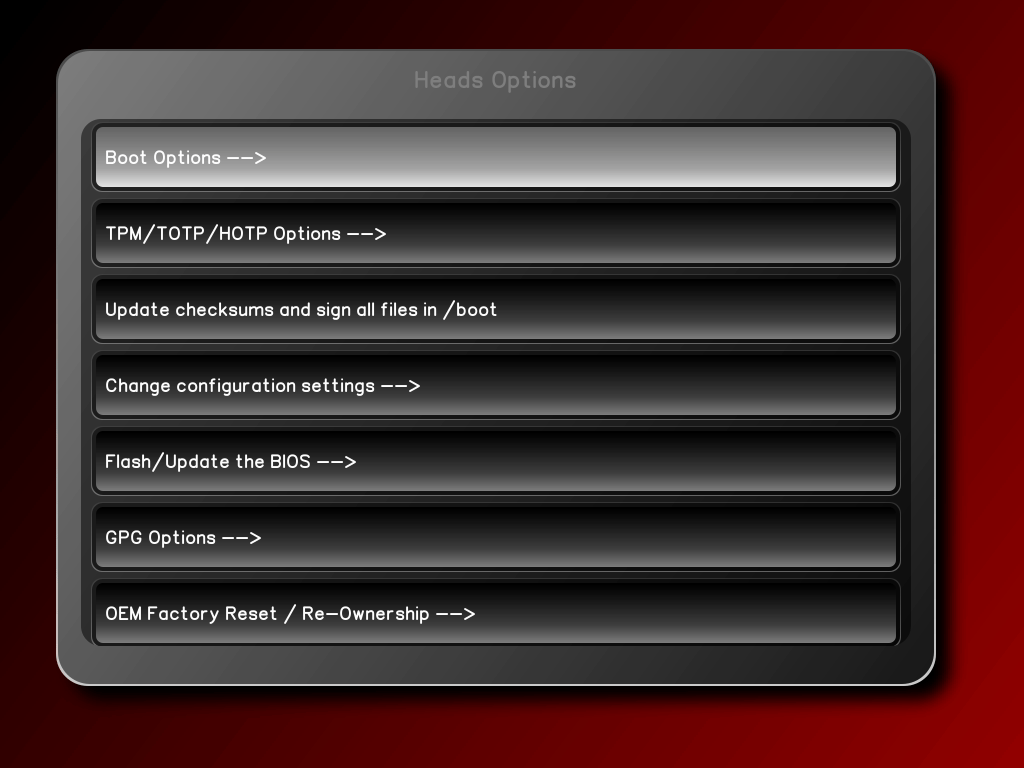 Heads Options
Boot Options -->
TPM/TOTP/HOTP Options -->
Update checksums and sign all files in /boot
Change configuration settings -->
Flash/Update the BIOS -->
GPG Options -->
OEM Factory Reset / Re-Ownership -->